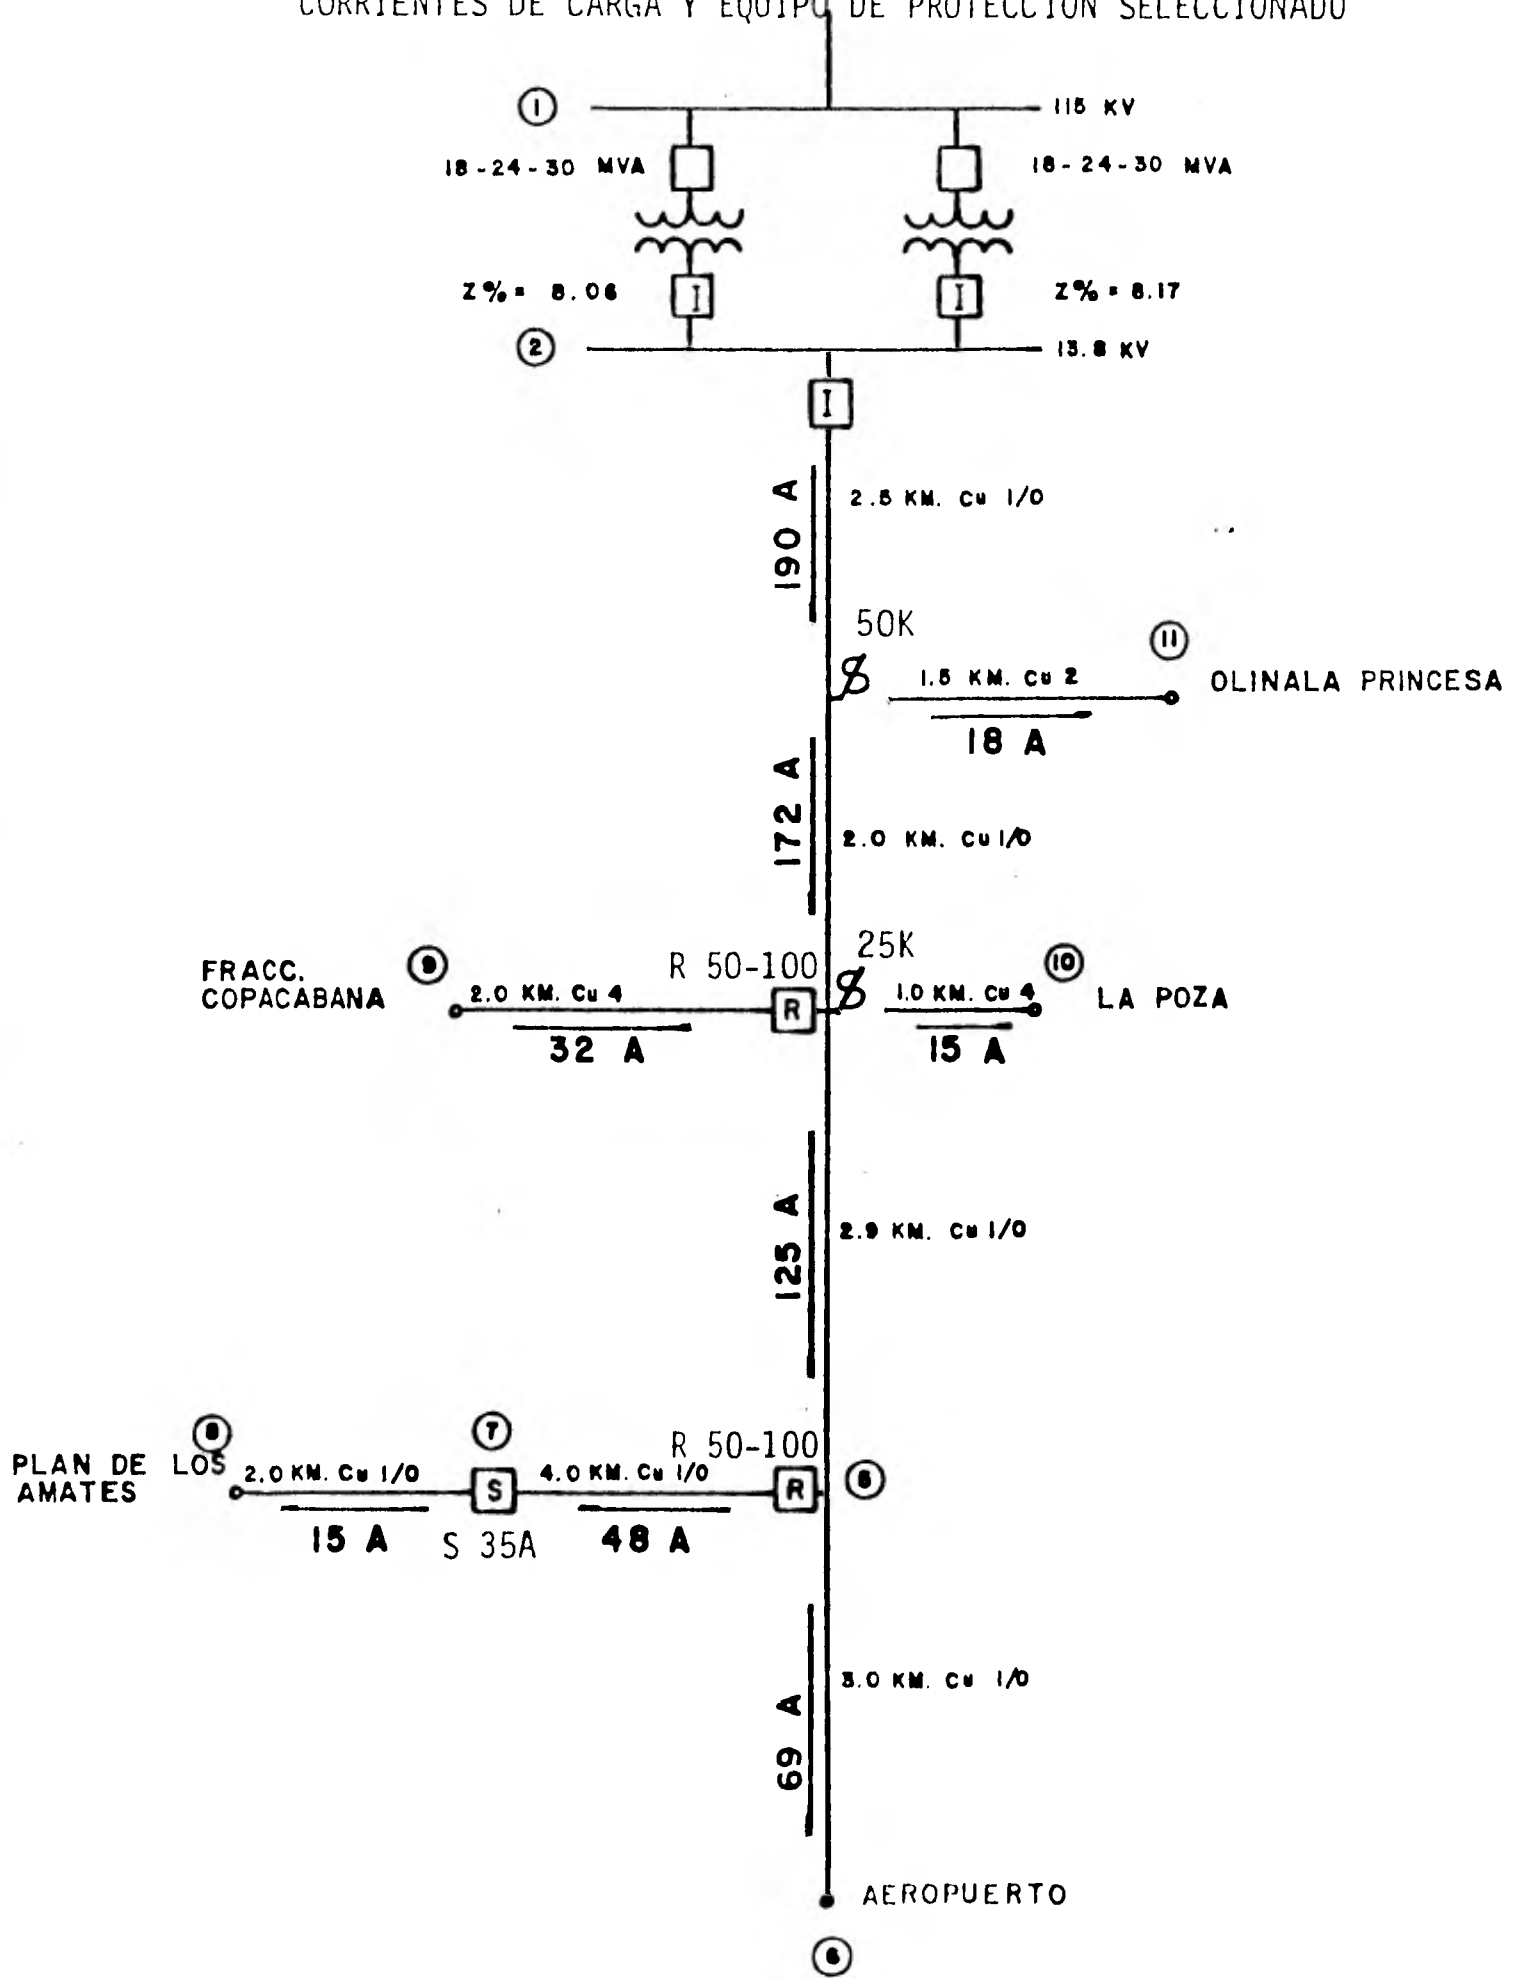 CORRIENTES DE CARGA Y EQUIPO DE PROTECCION SELECCIONADO
1
115 KV
18-24-30 MVA
18-24-30 MVA
Z%= 8.06
I
I
Z%= 8.17
2
13.8 KV
I
190 A
2.5 KM. Cu 1/0
50K
11
1.5 KM. Cu 2
OLINALA PRINCESA
18 A
172 A
2.0 KM. Cu 1/0
25K
FRACC.
COPACABANA
9
R 50-100
10
2.0 KM. Cu 4
R
1.0 KM. Cu 4
LA POZA
32 A
15 A
125 A
2.9 KM. Cu 1/0
8
7
R 50-100
PLAN DE LOS
AMATES
2.0 KM. Cu 1/0
S
4.0 KM. Cu 1/0
R
15 A
S 35A
48 A
69 A
3.0 KM. Cu 1/0
AEROPUERTO
6